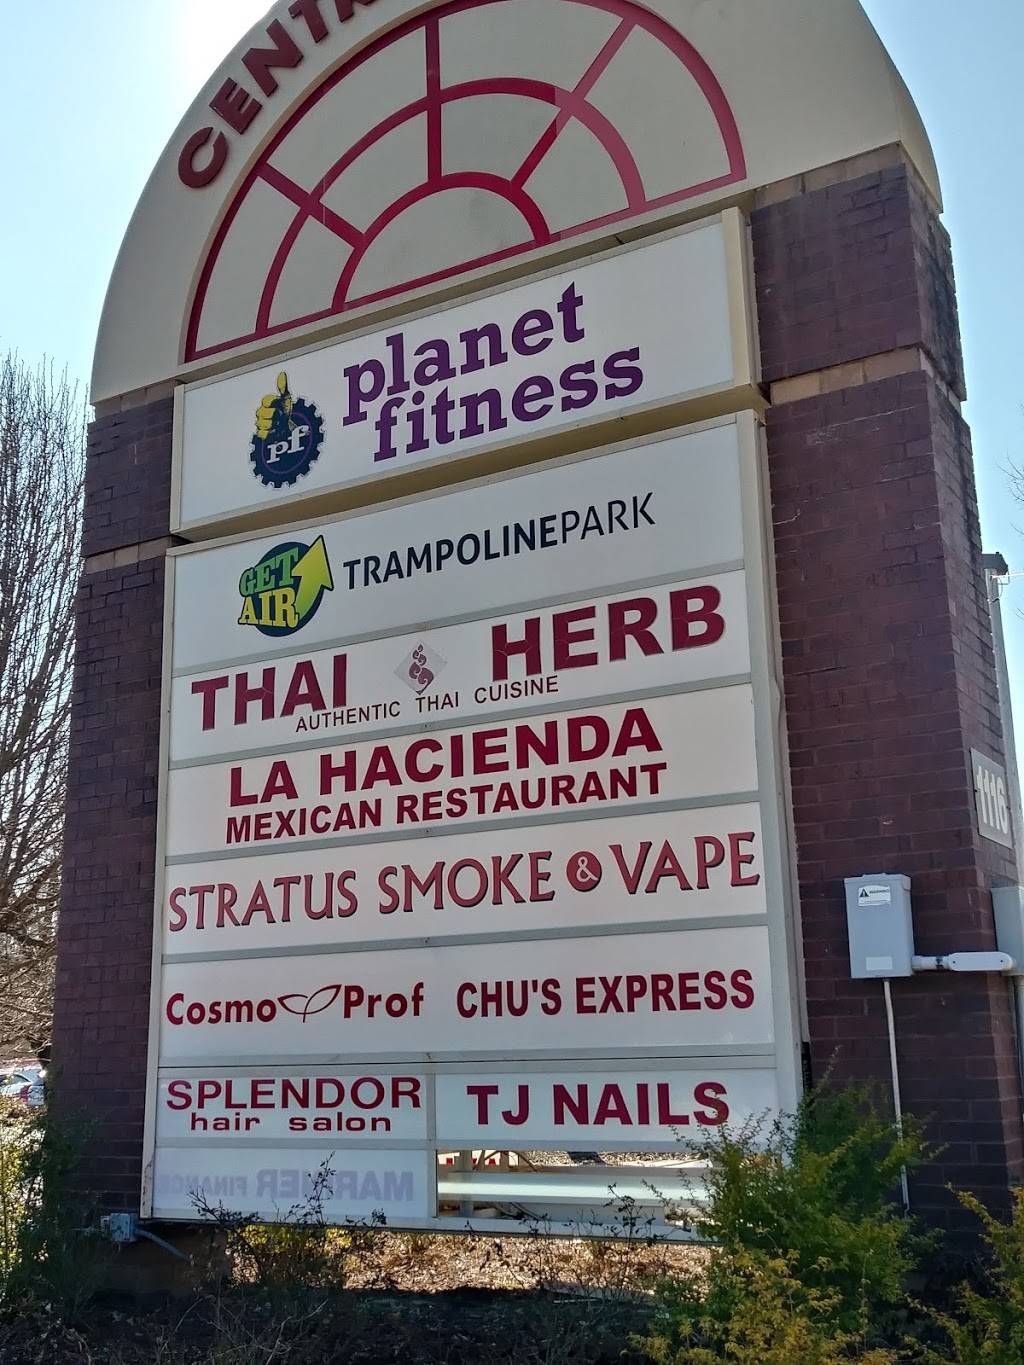 planet
fitness
pf
GET
AIR
TRAMPOLINEPARK
THAI HERB
AUTHENTIC THAI CUISINE
LA HACIENDA
MEXICAN RESTAURANT
STRATUS SMOKE & VAPE
Cosmo Prof CHU'S EXPRESS
SPLENDOR
hair salon
TJ NAILS
1116